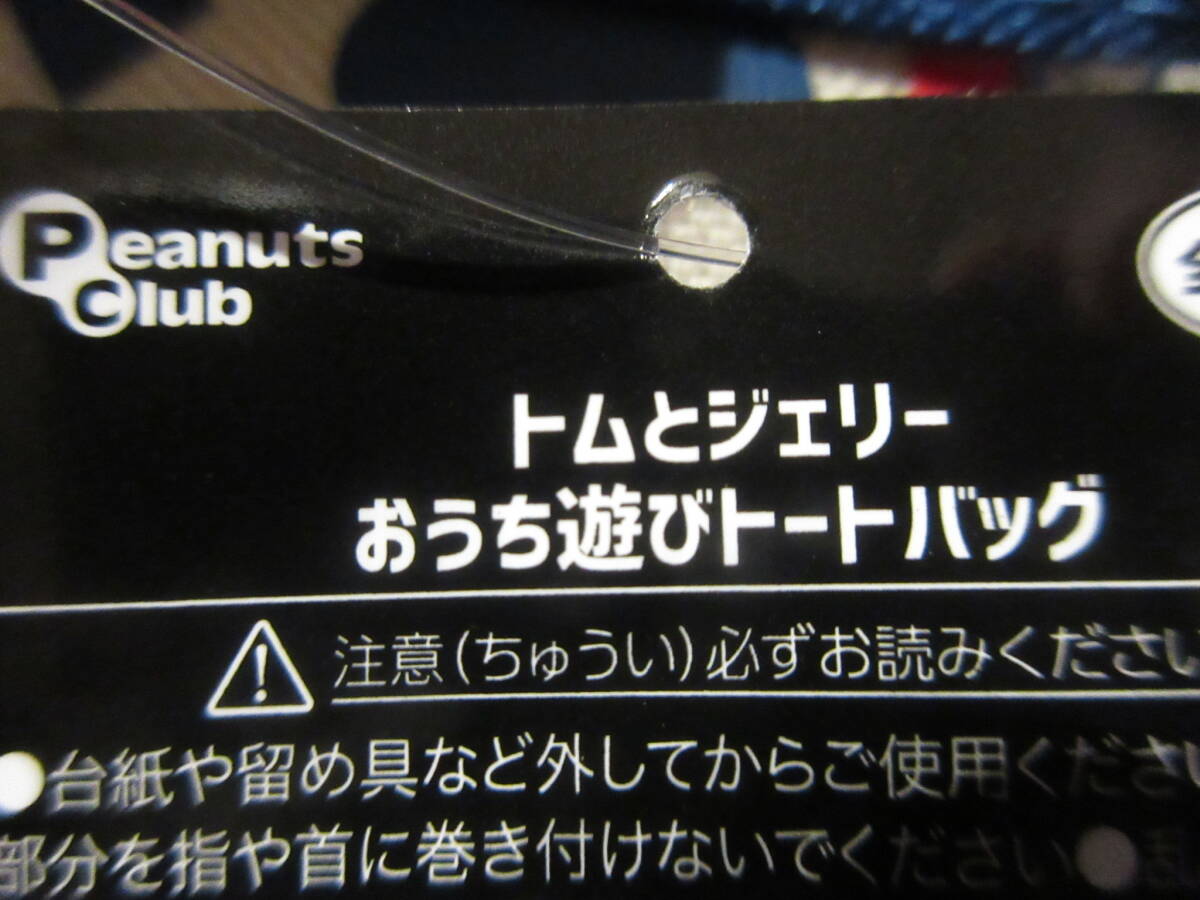 Peanuts
Club
トムとジェリー
おうち遊びトートバッグ
注意(ちゅうい)必ずお読みください
●台紙や留め具など外してからご使用ください
部分を指や首に巻き付けないでください●